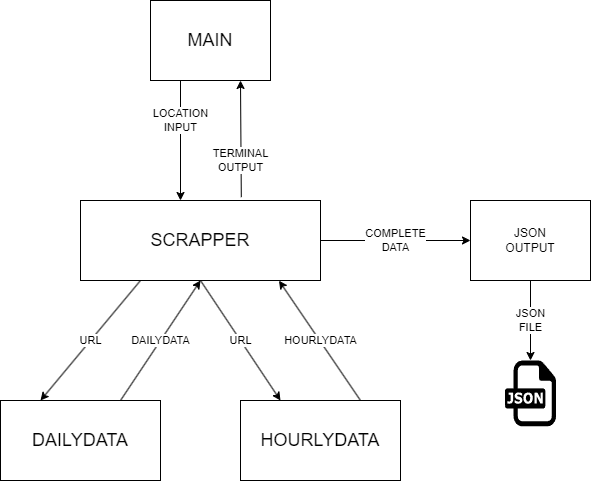 MAIN
LOCATION
INPUT
TERMINAL
OUTPUT
SCRAPPER
COMPLETE
DATA
JSON
OUTPUT
JSON
FILE
URL
DAILYDATA
URL
HOURLYDATA
JSON
DAILYDATA
HOURLYDATA